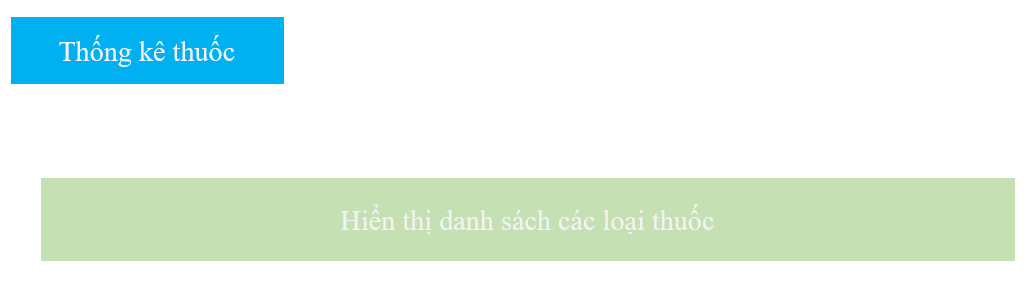 Thống kê thuốc
Hiển thị danh sách các loại thuốc